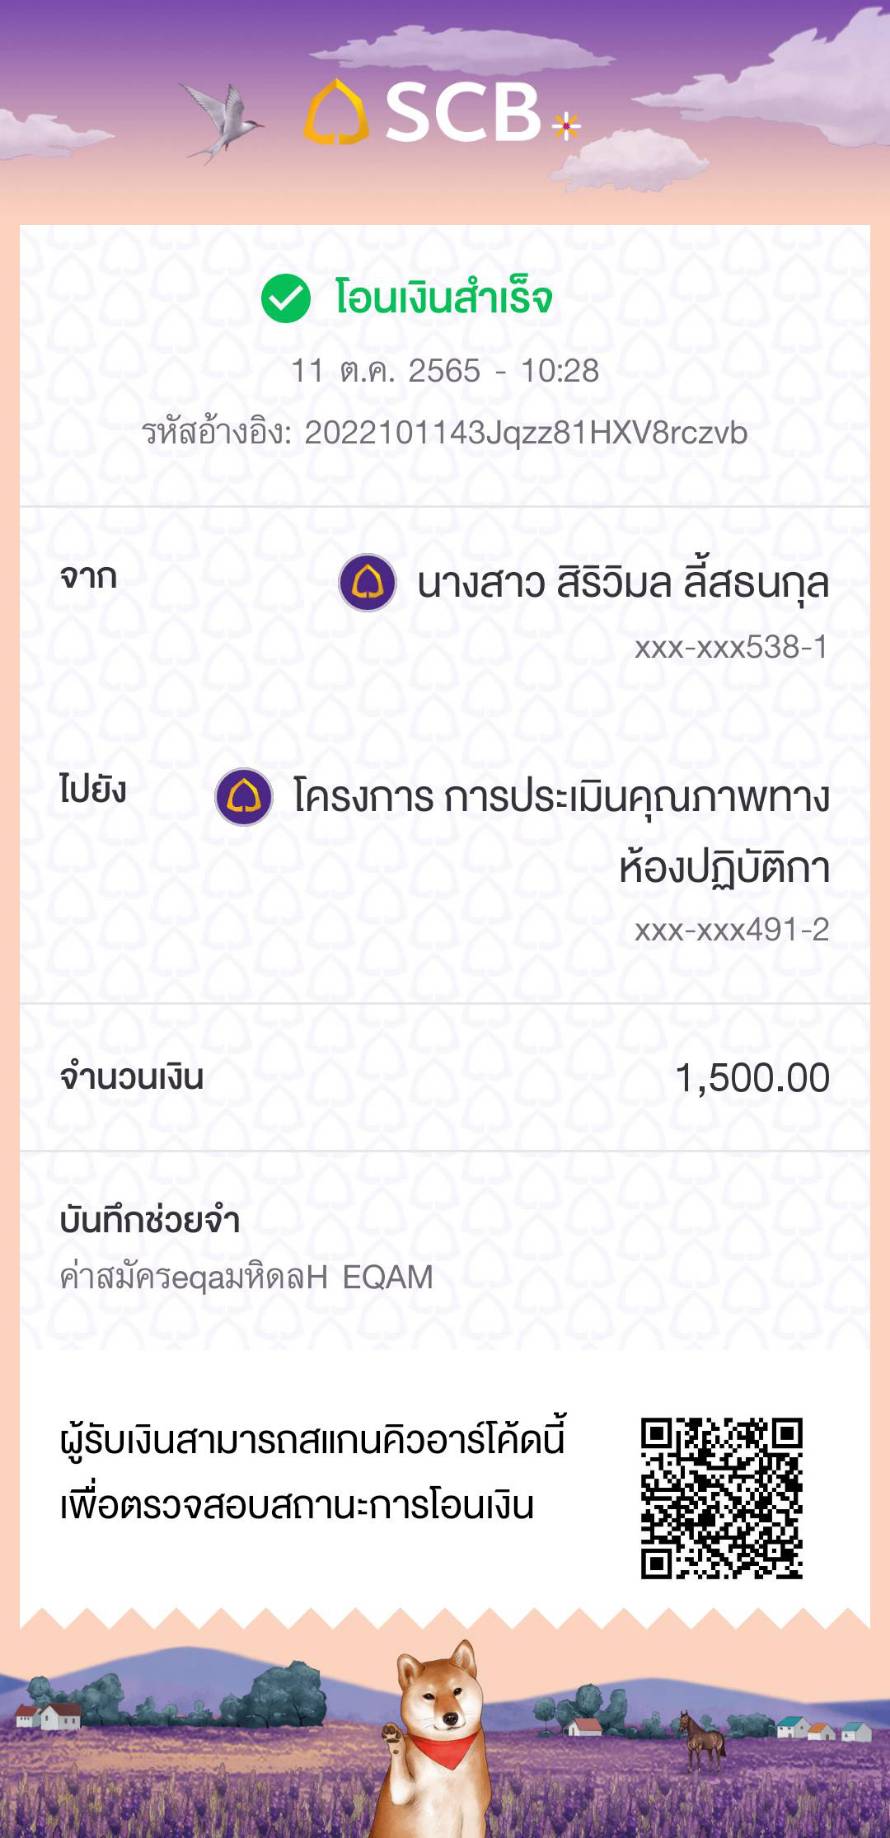 SCB
โอนเงินสำเร็จ
11 ต.ค. 2565 - 10:28
รหัสอ้างอิง: 2022101143Jqzz81HXV8rczvb
จาก
นางสาว สิริวิมล ลี้สธนกุล
xxx-xxx538-1
ไปยัง
โครงการ การประเมินคุณภาพทาง
ห้องปฏิบัติกา
xxx-xxx491-2
จำนวนเงิน
1,500.00
บันทึกช่วยจำ
ค่าสมัครeqaมหิดลH EQAM
ผู้รับเงินสามารถสแกนคิวอาร์โค้ดนี้
เพื่อตรวจสอบสถานะการโอนเงิน